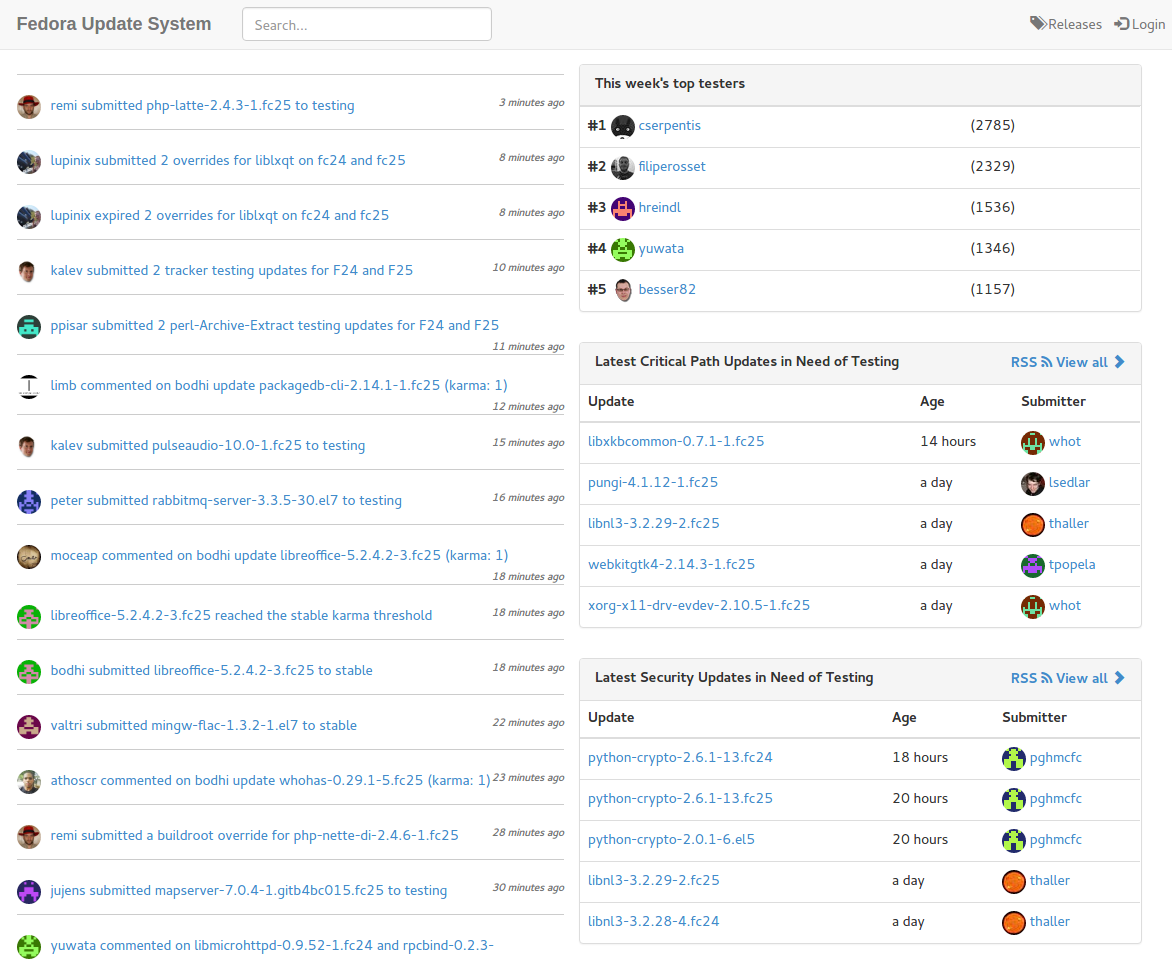 Fedora Update System
Search...
Releases
Login
remi submitted php-latte-2.4.3-1.fc25 to testing
3 minutes ago
lupinix submitted 2 overrides for liblxqt on fc24 and fc25
8 minutes ago
lupinix expired 2 overrides for liblxqt on fc24 and fc25
8 minutes ago
kalev submitted 2 tracker testing updates for F24 and F25
10 minutes ago
ppisar submitted 2 perl-Archive-Extract testing updates for F24 and F25
11 minutes ago
limb commented on bodhi update packagedb-cli-2.14.1-1.fc25 (karma: 1)
12 minutes ago
kalev submitted pulseaudio-10.0-1.fc25 to testing
15 minutes ago
peter submitted rabbitmq-server-3.3.5-30.el7 to testing
16 minutes ago
moceap commented on bodhi update libreoffice-5.2.4.2-3.fc25 (karma: 1)
18 minutes ago
libreoffice-5.2.4.2-3.fc25 reached the stable karma threshold
18 minutes ago
bodhi submitted libreoffice-5.2.4.2-3.fc25 to stable
18 minutes ago
valtri submitted mingw-flac-1.3.2-1.el7 to stable
22 minutes ago
athoscr commented on bodhi update whohas-0.29.1-5.fc25 (karma: 1)
23 minutes ago
remi submitted a buildroot override for php-nette-di-2.4.6-1.fc25
28 minutes ago
jujens submitted mapserver-7.0.4-1.gitb4bc015.fc25 to testing
30 minutes ago
yuwata commented on libmicrohttpd-0.9.52-1.fc24 and rpcbind-0.2.3-
This week's top testers
#1 cserpentis (2785)
#2 filiperosset (2329)
#3 hreindl (1536)
#4 yuwata (1346)
#5 besser82 (1157)
Latest Critical Path Updates in Need of Testing RSS View all
Update Age Submitter
libxkbcommon-0.7.1-1.fc25 14 hours whot
pungi-4.1.12-1.fc25 a day lsedlar
libnl3-3.2.29-2.fc25 a day thaller
webkitgtk4-2.14.3-1.fc25 a day tpopela
xorg-x11-drv-evdev-2.10.5-1.fc25 a day whot
Latest Security Updates in Need of Testing RSS View all
Update Age Submitter
python-crypto-2.6.1-13.fc24 18 hours pghmcfc
python-crypto-2.6.1-13.fc25 20 hours pghmcfc
python-crypto-2.0.1-6.el5 20 hours pghmcfc
libnl3-3.2.29-2.fc25 a day thaller
libnl3-3.2.28-4.fc24 a day thaller